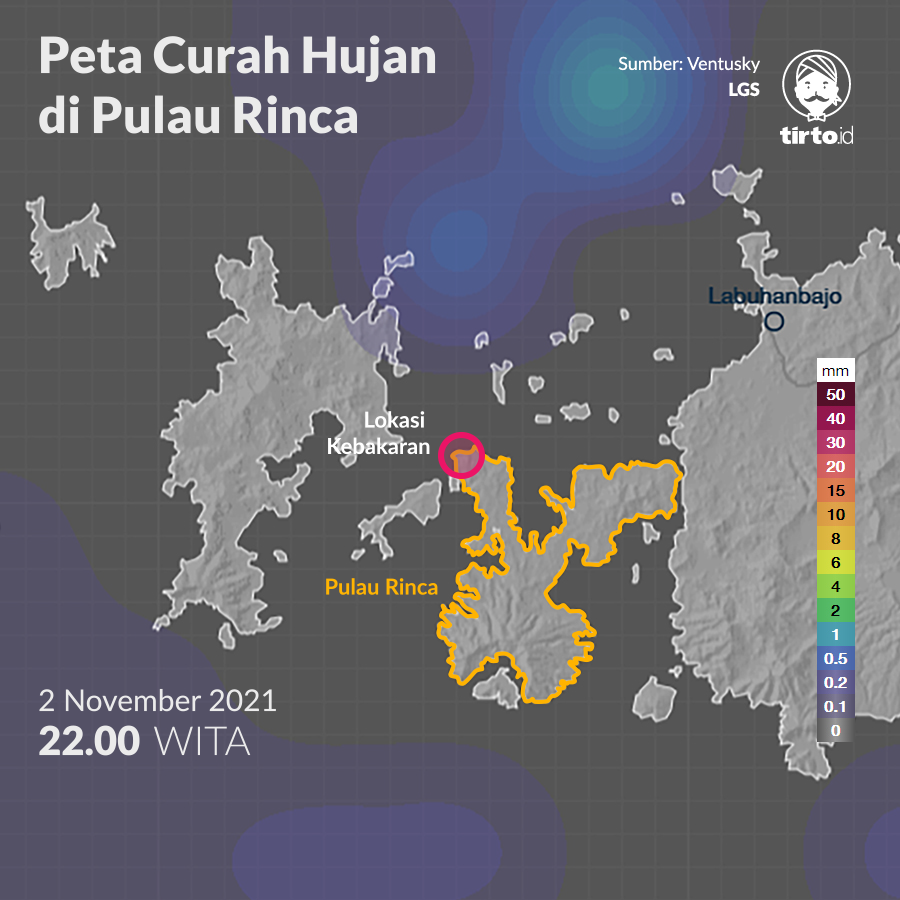 Peta Curah Hujan
di Pulau Rinca
Sumber: Ventusky
LGS
tirto.id
Labuhanbajo
Lokasi
Kebakaran
Pulau Rinca
mm
50
40
30
20
15
10
8
6
4
2
1
0.5
0.2
0.1
0
2 November 2021
22.00 WITA